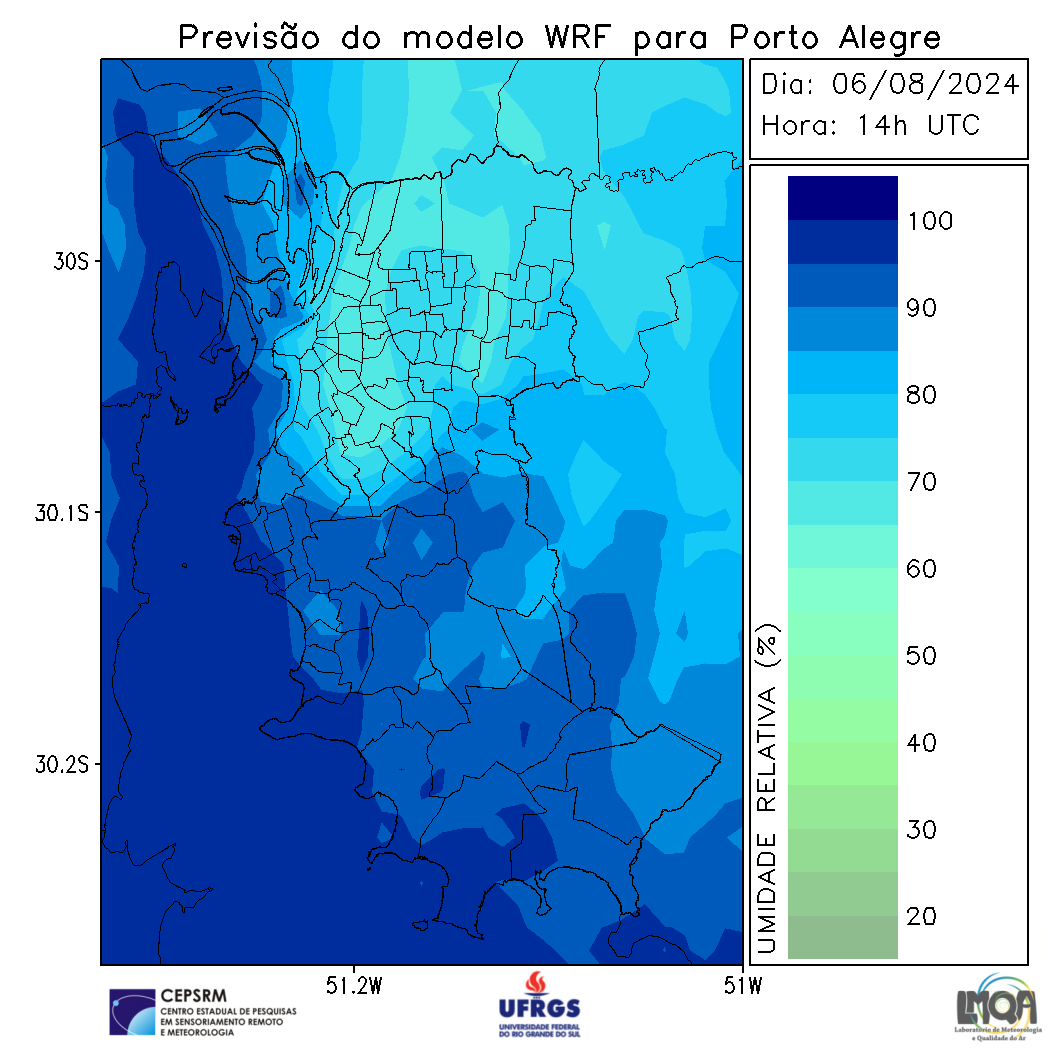 Previsão do modelo WRF para Porto Alegre
Dia: 06/08/2024
Hora: 14h UTC
100
90
80
70
60
50
40
30
20
UMIDADE RELATIVA (%)
30S
30.1S
30.2S
51.2W
51W
CEPSRM
CENTRO ESTADUAL DE PESQUISAS
EM SENSORIAMENTO REMOTO
E METEOROLOGIA
UFRGS
UNIVERSIDADE FEDERAL
DO RIO GRANDE DO SUL
LMQA
Laboratório de Meteorologia
e Qualidade do Ar